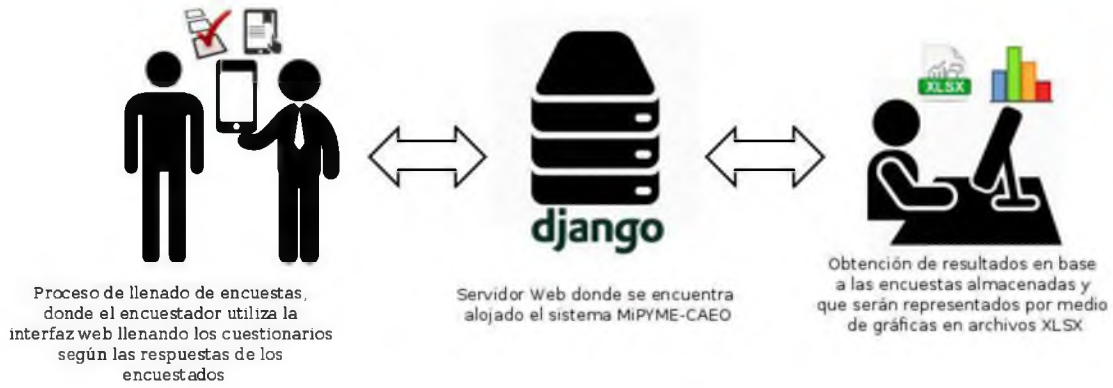 XLSX
django
Proceso de llenado de encuestas,
donde el encuestador utiliza la
interfaz web llenando los cuestionarios
según las respuestas de los
encuestados
Servidor Web donde se encuentra
alojado el sistema MiPYME-CAEO
Obtención de resultados en base
a las encuestas almacenadas y
que serán representados por medio
de gráficas en archivos XLSX